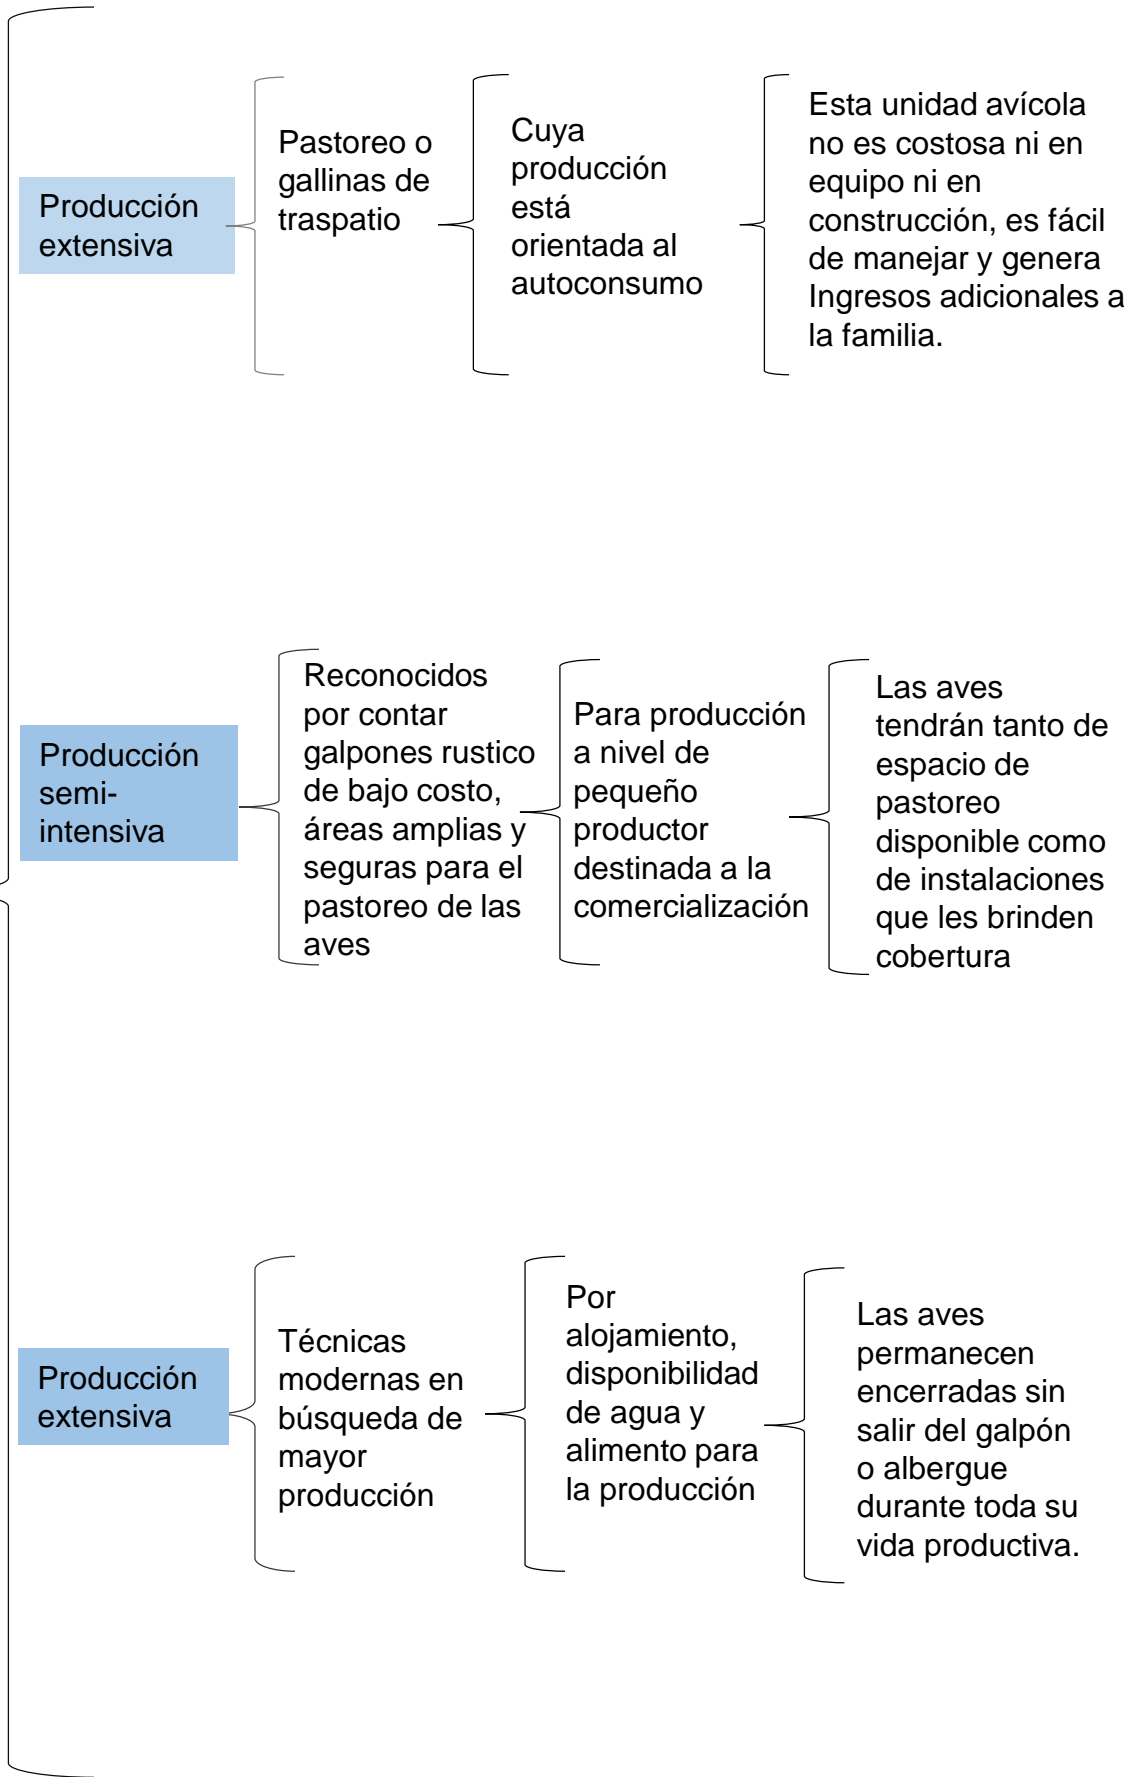 Producción
extensiva
Pastoreo o
gallinas de
traspatio
Cuya
producción
está
orientada al
autoconsumo
Esta unidad avícola
no es costosa ni en
equipo ni en
construcción, es fácil
de manejar y genera
Ingresos adicionales a
la familia.
Producción
semi-
intensiva
Reconocidos
por contar
galpones rustico
de bajo costo,
áreas amplias y
seguras para el
pastoreo de las
aves
Para producción
a nivel de
pequeño
productor
destinada a la
comercialización
Las aves
tendrán tanto de
espacio de
pastoreo
disponible como
de instalaciones
que les brinden
cobertura
Producción
extensiva
Técnicas
modernas en
búsqueda de
mayor
producción
Por
alojamiento,
disponibilidad
de agua y
alimento para
la producción
Las aves
permanecen
encerradas sin
salir del galpón
o albergue
durante toda su
vida productiva.